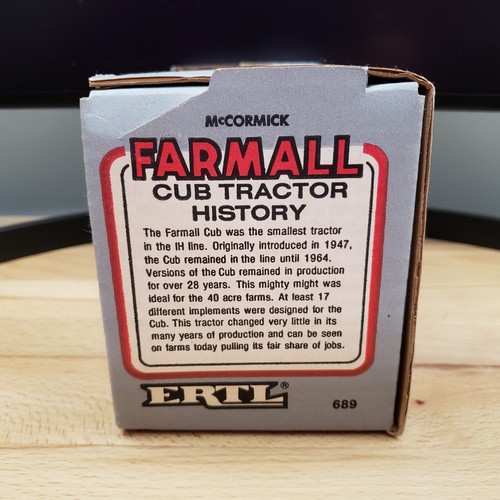 McCORMICK
FARMALL
CUB TRACTOR
HISTORY
The Farmall Cub was the smallest tractor
in the IH line. Originally introduced in 1947,
the Cub remained in the line until 1964.
Versions of the Cub remained in production
for over 28 years. This mighty might was
ideal for the 40 acre farms. At least 17
different implements were designed for the
Cub. This tractor changed very little in its
many years of production and can be seen
on farms today pulling its fair share of jobs.
ERTL®
689